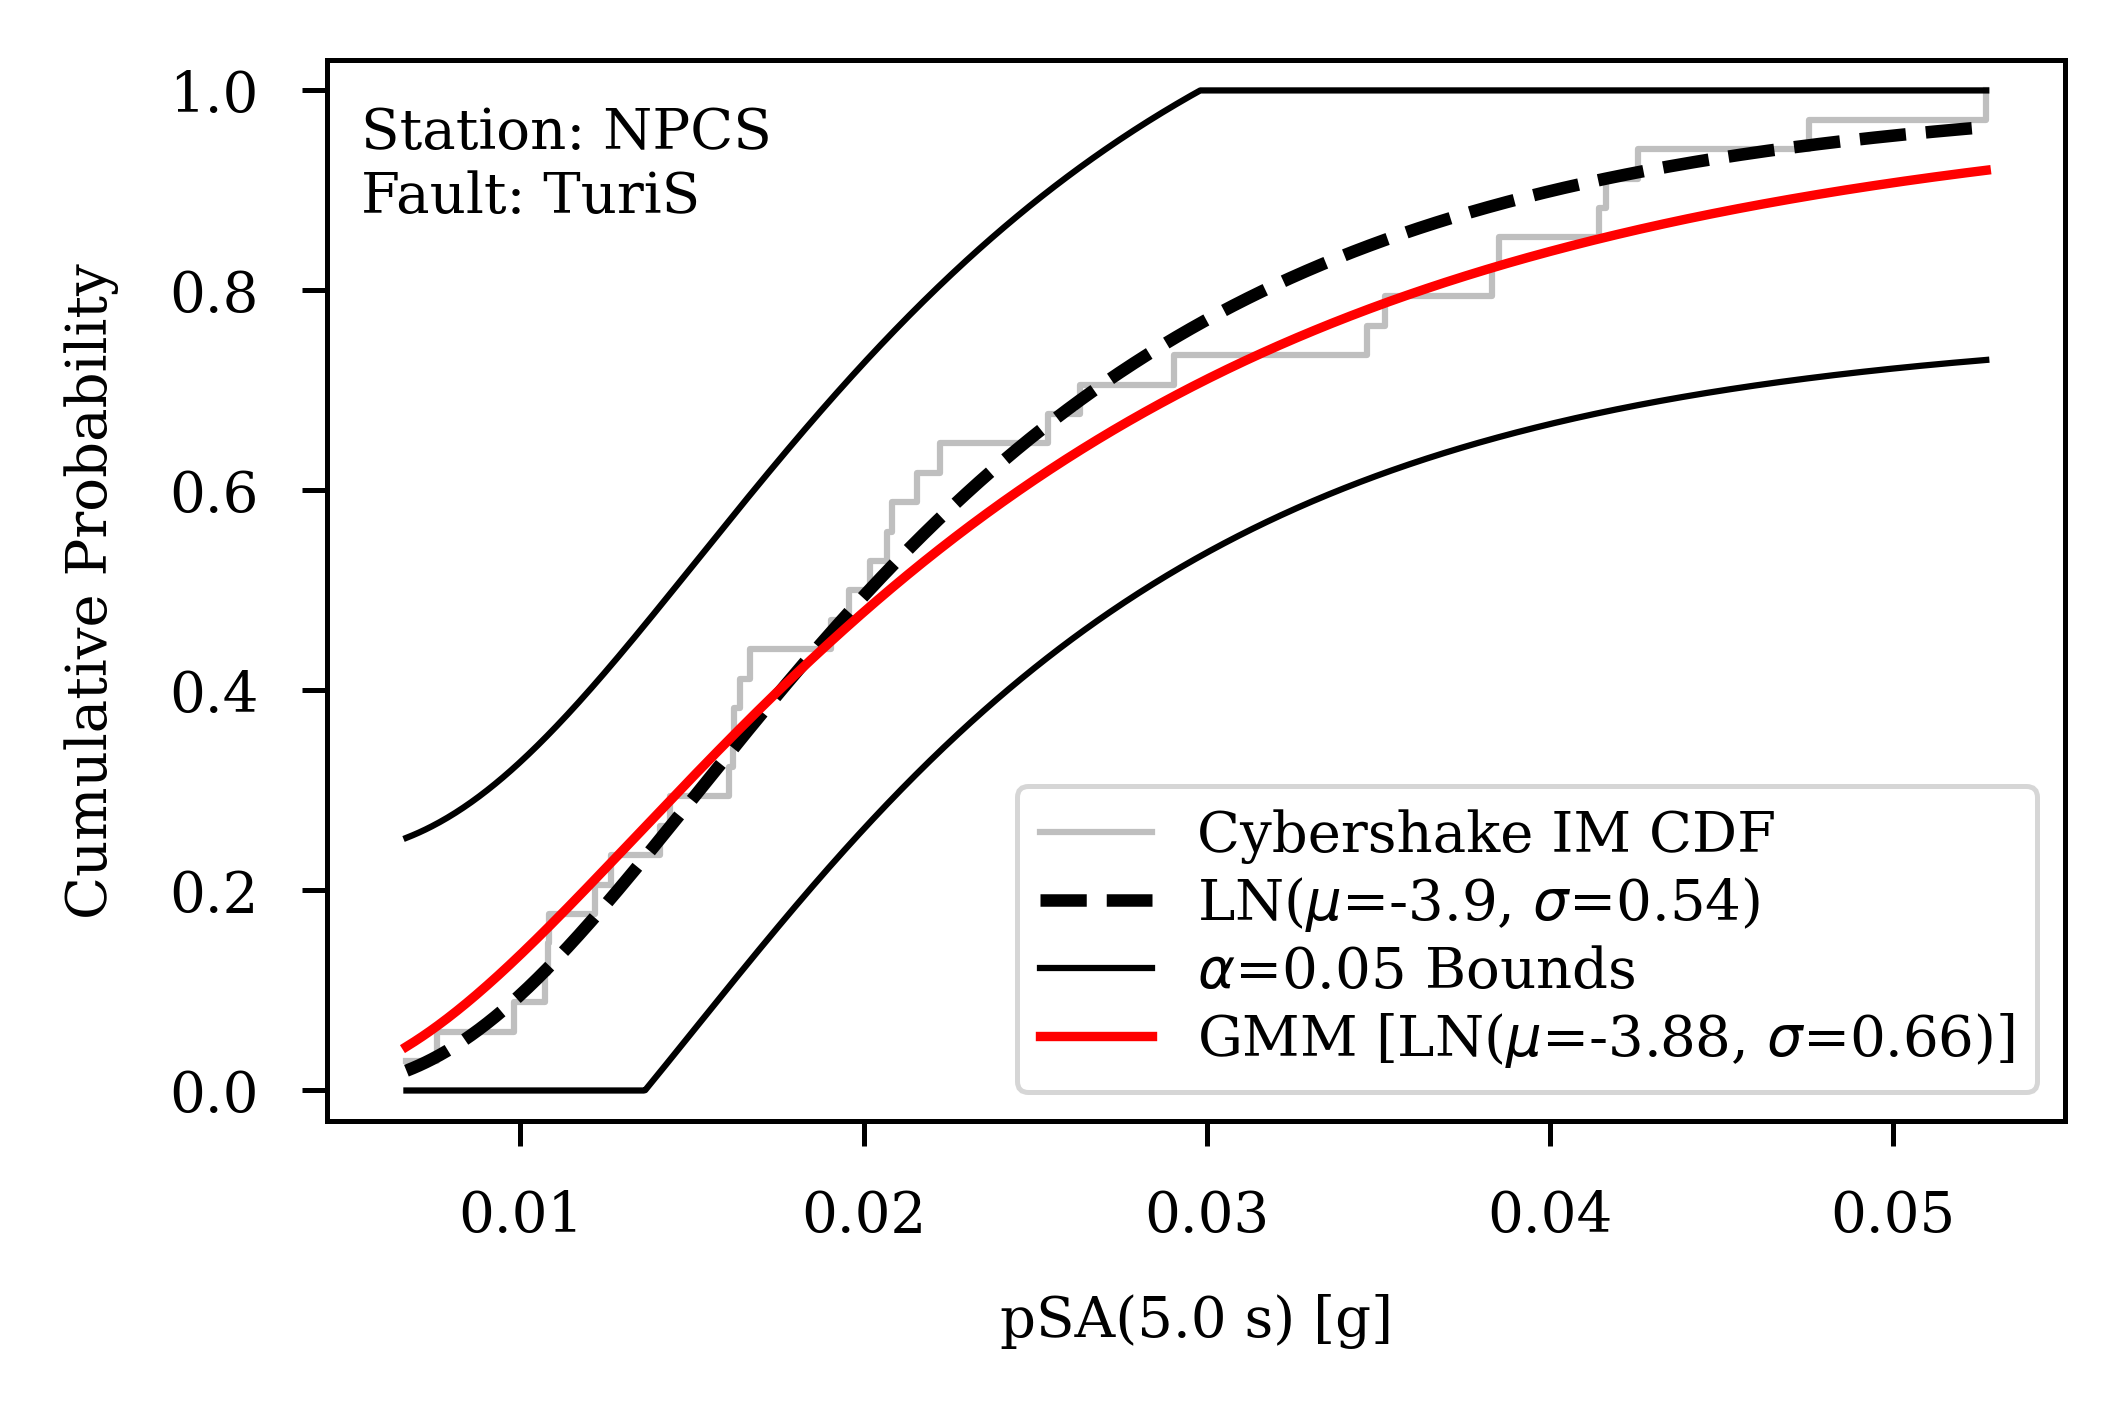 Station: NPCS
Fault: TuriS
1.0
0.8
0.6
0.4
0.2
0.0
Cumulative Probability
Cybershake IM CDF
LN(μ=-3.9, σ=0.54)
α=0.05 Bounds
GMM [LN(μ=-3.88, σ=0.66)]
0.01
0.02
0.03
0.04
0.05
pSA(5.0 s) [g]